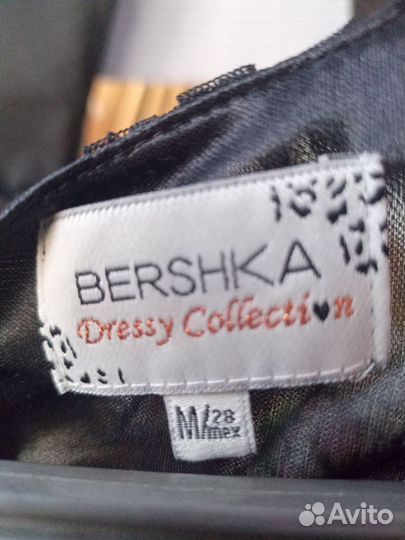 BERSHKA
Dressy Collection
M/28
mex
Avito